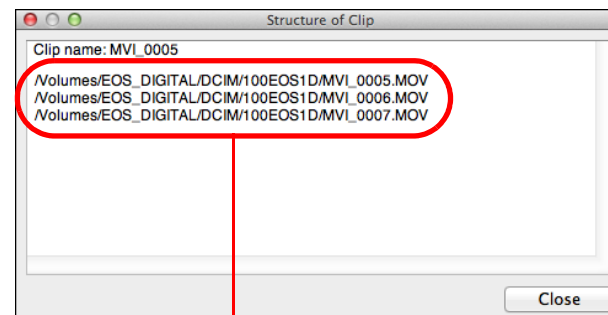 Structure of Clip
Clip name: MVI_0005
/Volumes/EOS_DIGITAL/DCIM/100EOS1D/MVI_0005.MOV
/Volumes/EOS_DIGITAL/DCIM/100EOS1D/MVI_0006.MOV
/Volumes/EOS_DIGITAL/DCIM/100EOS1D/MVI_0007.MOV
Close